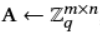 A ← ℤ_q^{m×n}